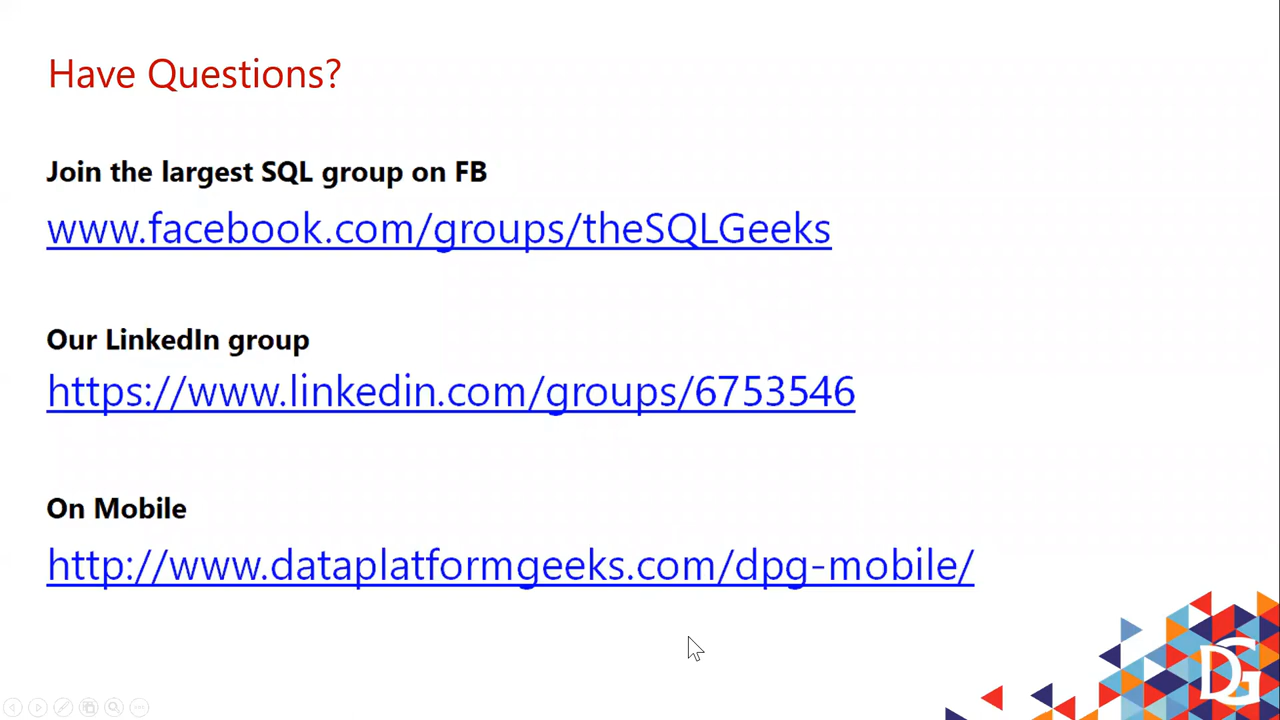 Have Questions?
Join the largest SQL group on FB
www.facebook.com/groups/theSQLGeeks
Our LinkedIn group
https://www.linkedin.com/groups/6753546
On Mobile
http://www.dataplatformgeeks.com/dpg-mobile/
DG